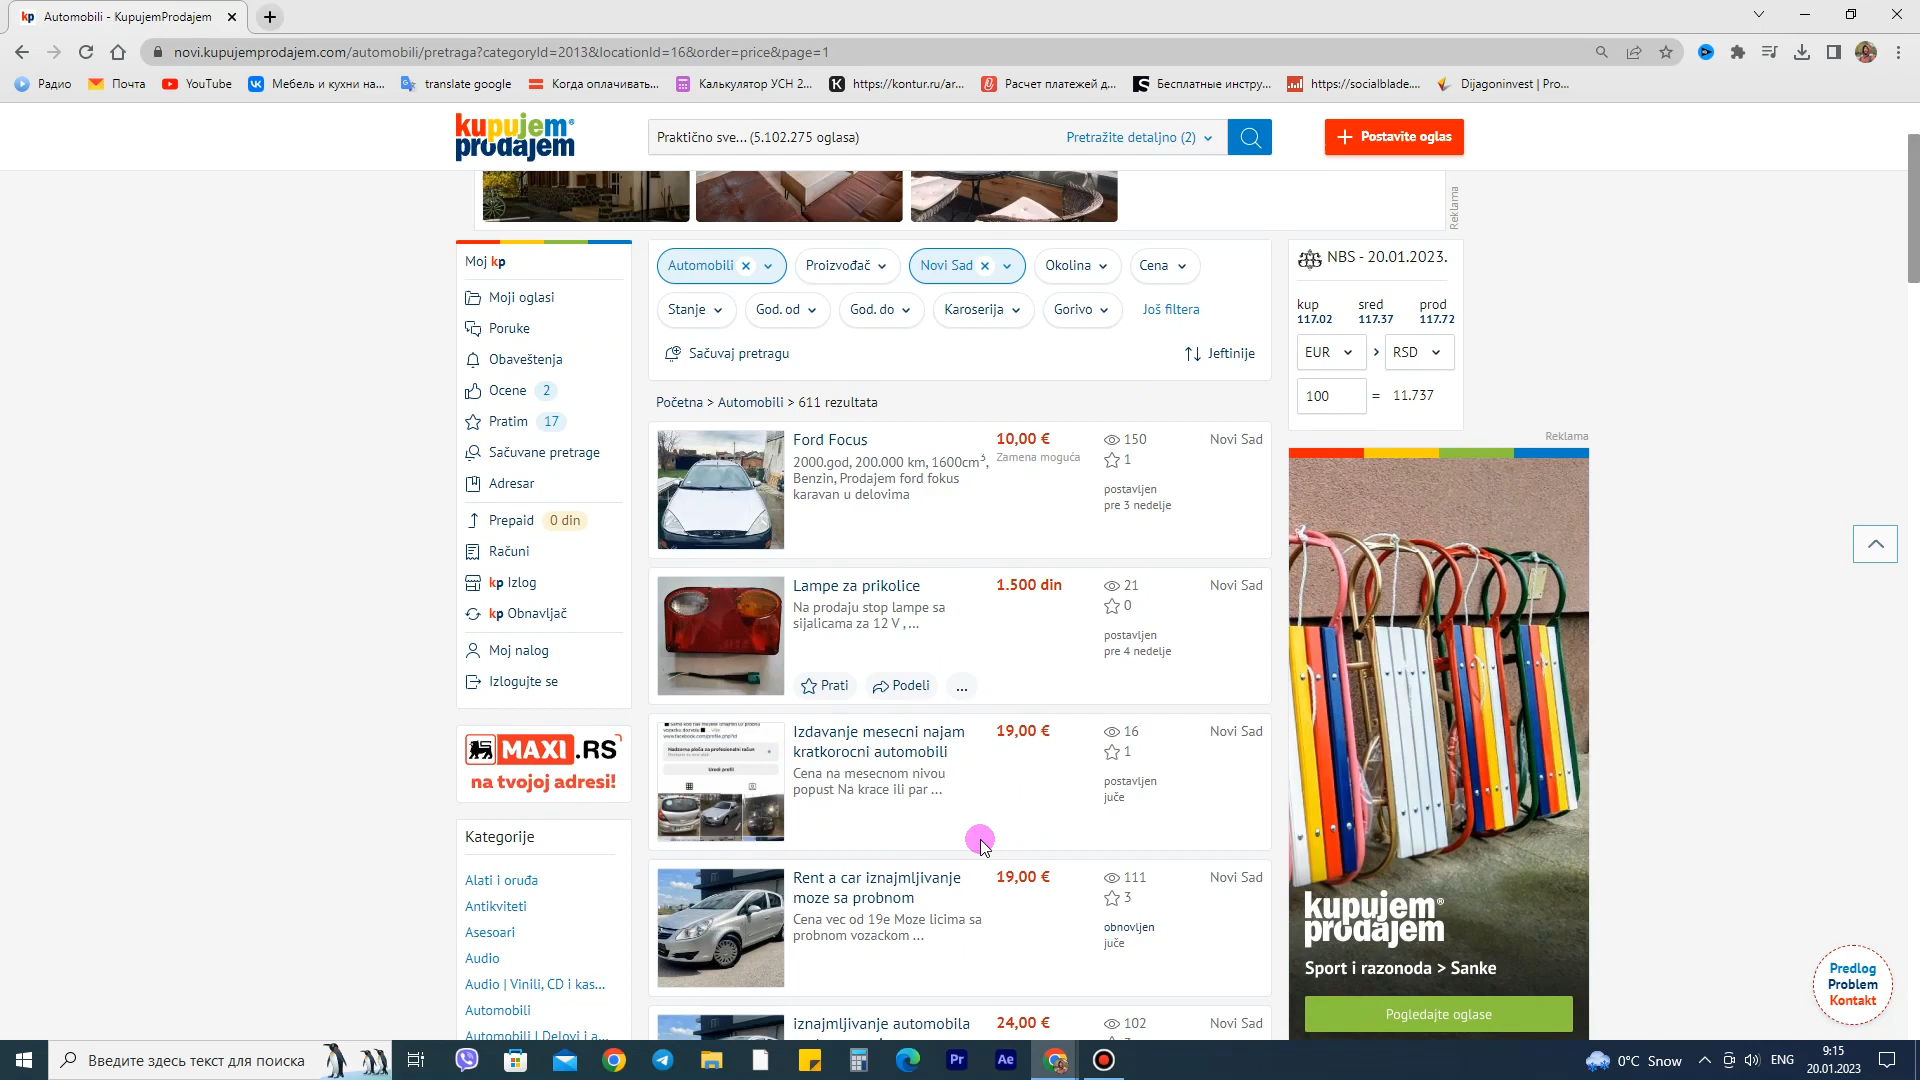 Automobili - KupujemProdajem
novi.kupujemprodajem.com/automobili/pretraga?categoryId=2013&locationId=16&order=price&page=1
Радио
Почта
YouTube
Мебель и кухни на...
translate google
Когда оплачивать...
Калькулятор УСН 2...
https://kontur.ru/ar...
Расчет платежей д...
Бесплатные инстру...
https://socialblade....
Dijagoninvest | Pro...
kupujem
prodajem
Praktično sve... (5.102.275 oglasa)
Pretražite detaljno (2)
Postavite oglas
Reklama
Moj kp
Moji oglasi
Poruke
Obaveštenja
Ocene 2
Pratim 17
Sačuvane pretrage
Adresar
Prepaid 0 din
Računi
kp Izlog
kp Obnavljač
Moj nalog
Izlogujte se
MAXI.RS
na tvojoj adresi!
Kategorije
Alati i oruđa
Antikviteti
Asesoari
Audio
Audio | Vinili, CD i kas...
Automobili
Automobili | Delovi i a...
Automobili
Proizvođač
Novi Sad
Okolina
Cena
Stanje
God. od
God. do
Karoserija
Gorivo
Još filtera
Sačuvaj pretragu
Jeftinije
Početna > Automobili > 611 rezultata
Ford Focus
2000.god, 200.000 km, 1600cm³,
Benzin, Prodajem ford fokus
karavan u delovima
10,00 €
Zamena moguća
150
1
postavljen
pre 3 nedelje
Novi Sad
Lampe za prikolice
Na prodaju stop lampe sa
sijalicama za 12 V , ...
Prati
Podeli
...
1.500 din
21
0
postavljen
pre 4 nedelje
Novi Sad
Izdavanje mesecni najam
kratkorocni automobili
Cena na mesecnom nivou
popust Na krace ili par ...
19,00 €
16
1
postavljen
juče
Novi Sad
Rent a car iznajmljivanje
moze sa probnom
Cena vec od 19e Moze licima sa
probnom vozackom ...
19,00 €
111
3
obnovljen
juče
Novi Sad
iznajmljivanje automobila
24,00 €
102
Novi Sad
NBS - 20.01.2023.
kup sred prod
117.02 117.37 117.72
EUR
RSD
100 = 11.737
Reklama
kupujem
prodajem
Sport i razonoda > Sanke
Pogledajte oglase
Predlog
Problem
Kontakt
Введите здесь текст для поиска
Pr
Ae
0°C Snow
ENG
9:15
20.01.2023